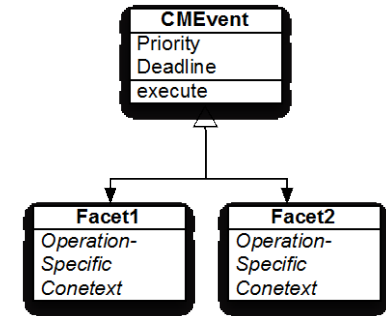 CMEvent
Priority
Deadline
execute
Facet1
Operation-
Specific
Conetext
Facet2
Operation-
Specific
Conetext